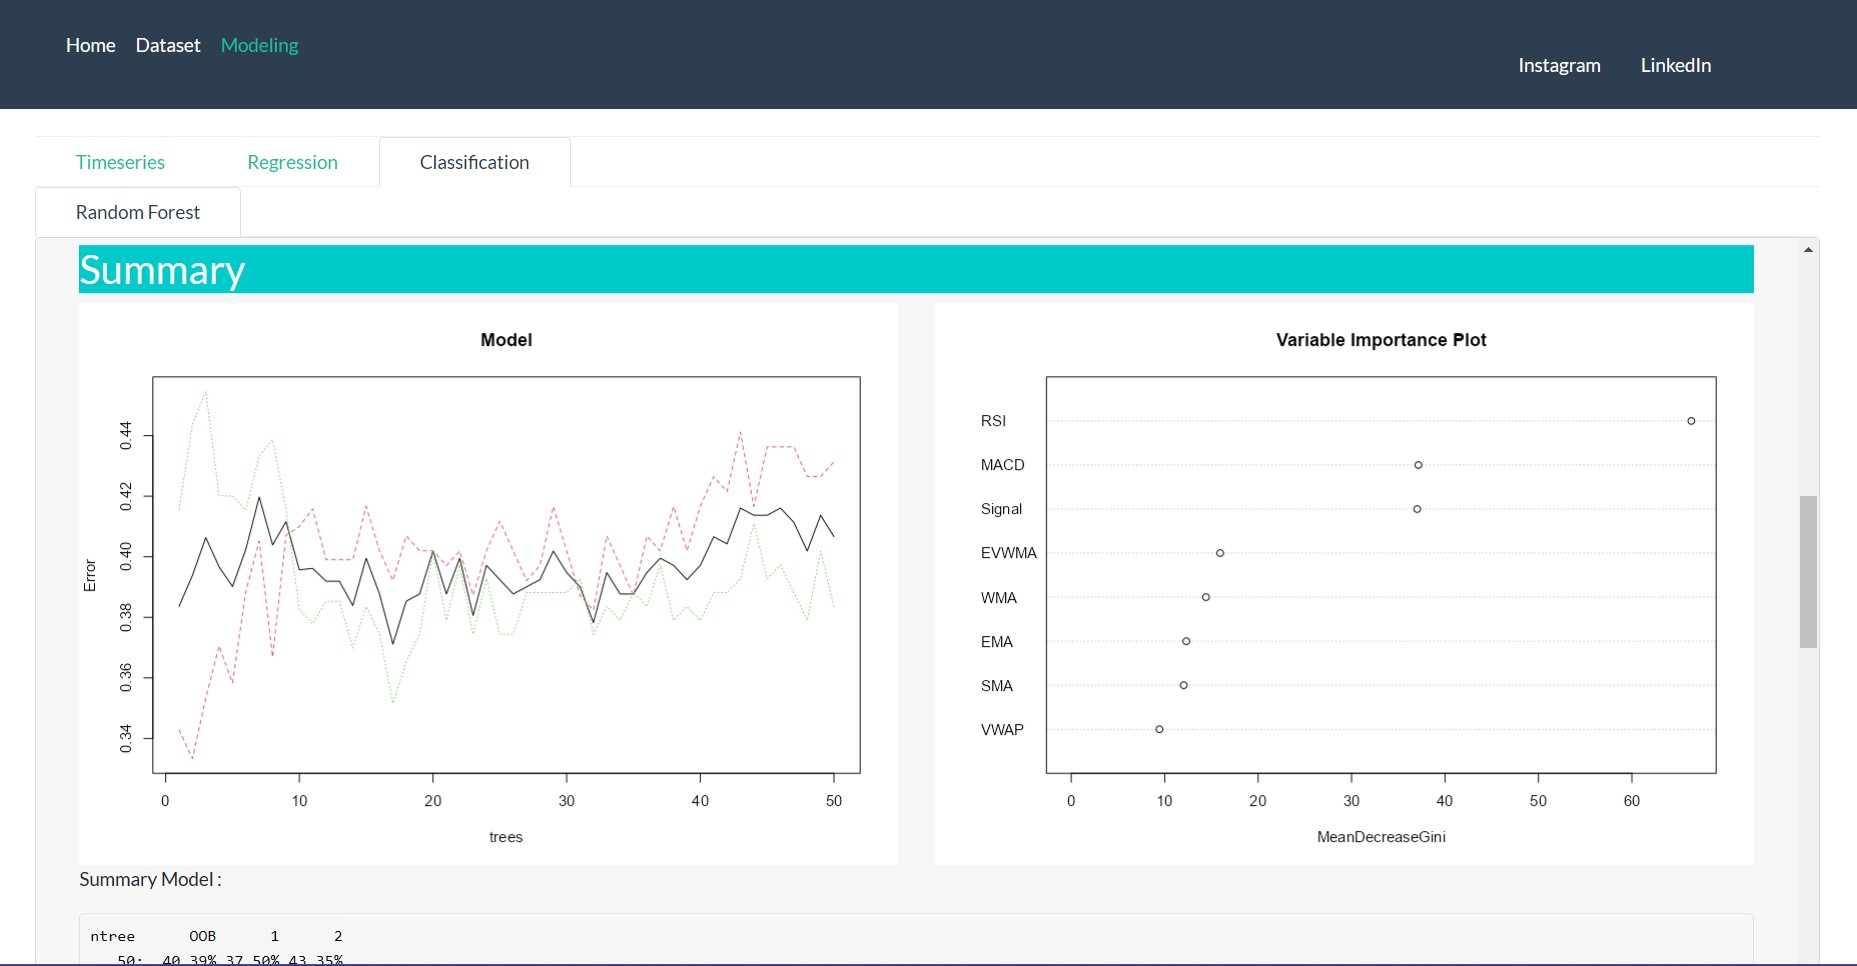 Home Dataset Modeling
Instagram LinkedIn
Timeseries Regression Classification
Random Forest
Summary
Model
Error
0.34 0.36 0.38 0.40 0.42 0.44
0 10 20 30 40 50
trees
Variable Importance Plot
RSI
MACD
Signal
EVWMA
WMA
EMA
SMA
VWAP
0 10 20 30 40 50 60
MeanDecreaseGini
Summary Model :
ntree OOB 1 2
50: 40.39% 37.50% 43.35%